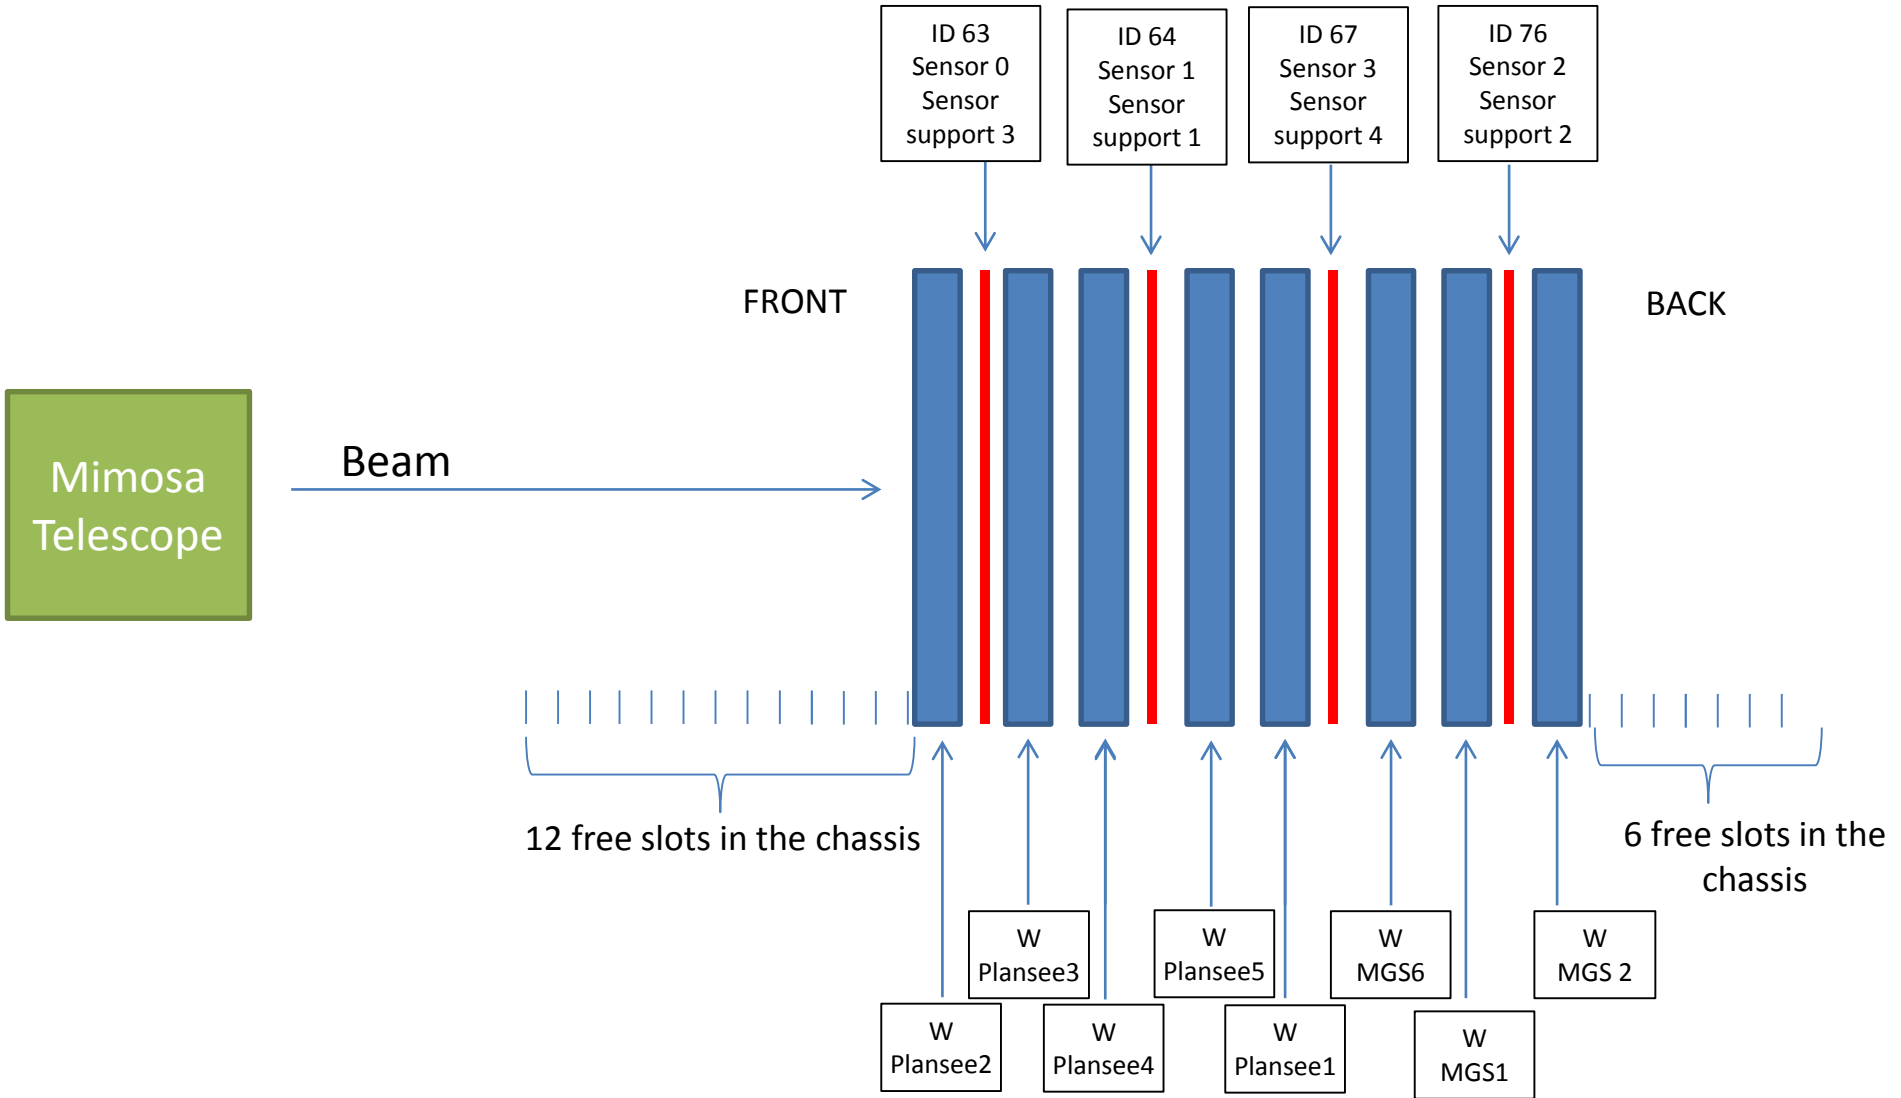 ID 63
Sensor 0
Sensor
support 3
ID 64
Sensor 1
Sensor
support 1
ID 67
Sensor 3
Sensor
support 4
ID 76
Sensor 2
Sensor
support 2
FRONT
BACK
Mimosa
Telescope
Beam
12 free slots in the chassis
6 free slots in the
chassis
W
Plansee3
W
Plansee5
W
MGS6
W
MGS 2
W
Plansee2
W
Plansee4
W
Plansee1
W
MGS1